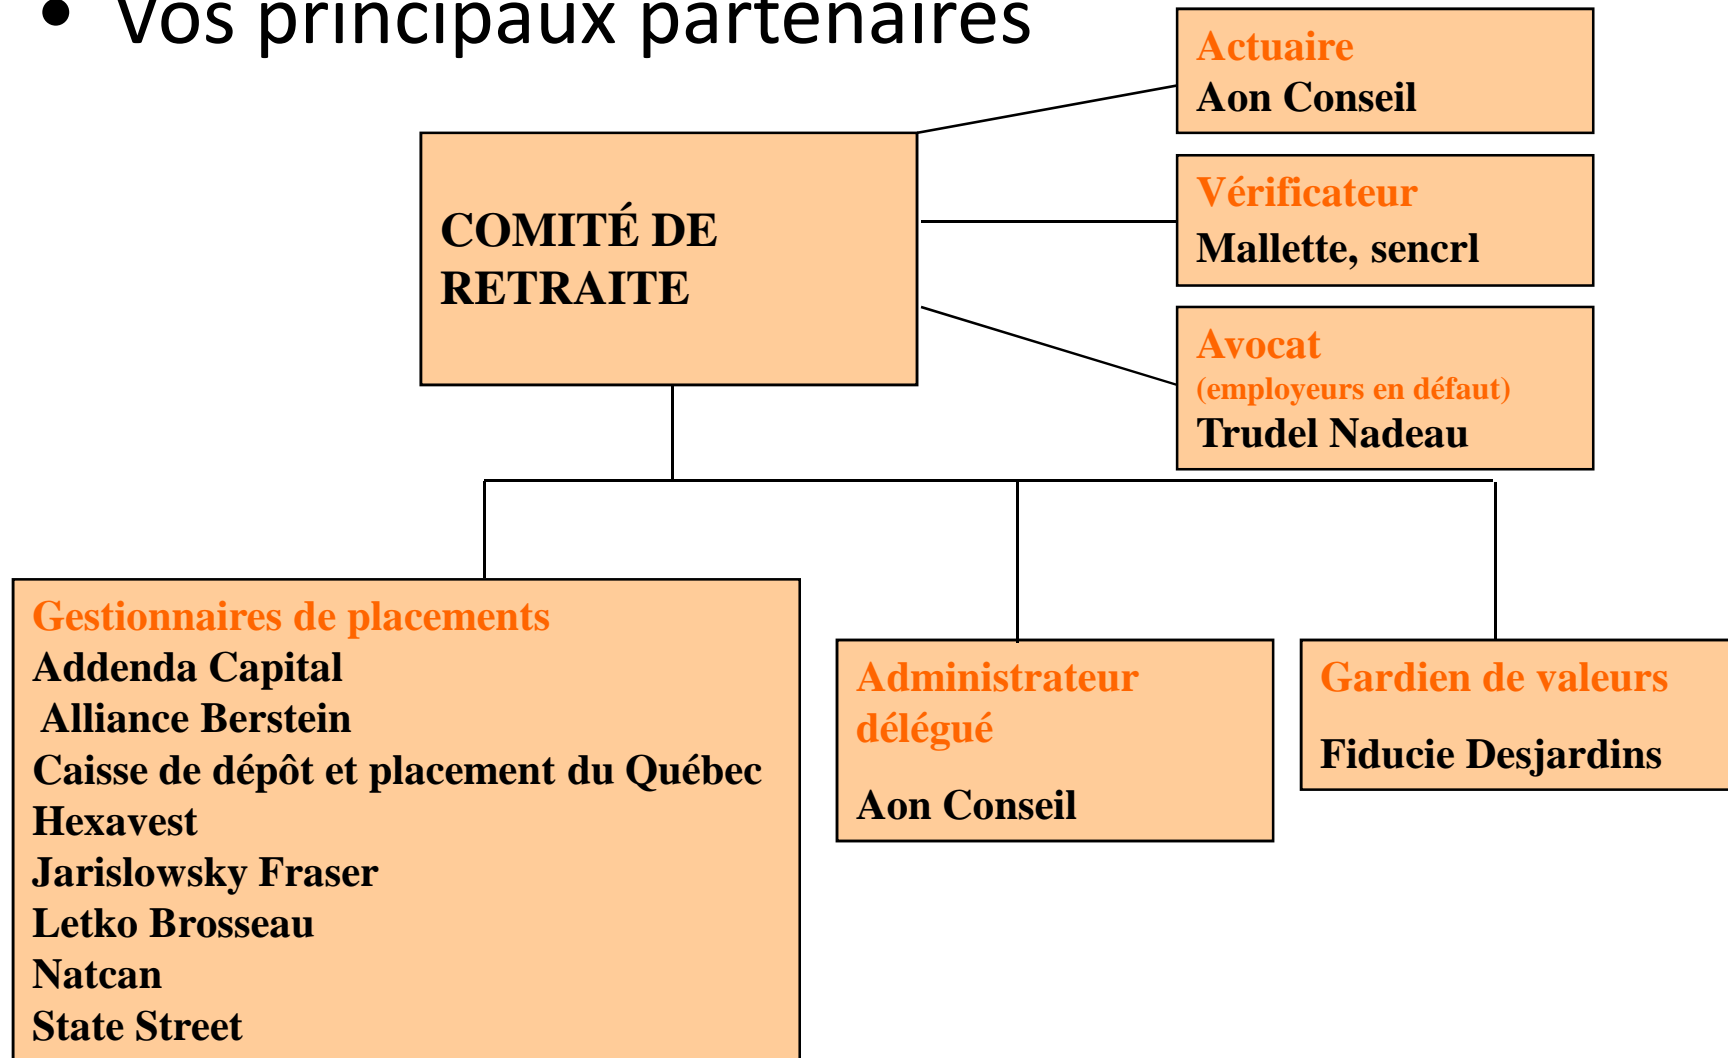 • Vos principaux partenaires
Actuaire
Aon Conseil
COMITÉ DE
RETRAITE
Vérificateur
Mallette, sencrl
Avocat
(employeurs en défaut)
Trudel Nadeau
Gestionnaires de placements
Addenda Capital
Alliance Berstein
Caisse de dépôt et placement du Québec
Hexavest
Jarislowsky Fraser
Letko Brosseau
Natcan
State Street
Administrateur
délégué
Aon Conseil
Gardien de valeurs
Fiducie Desjardins